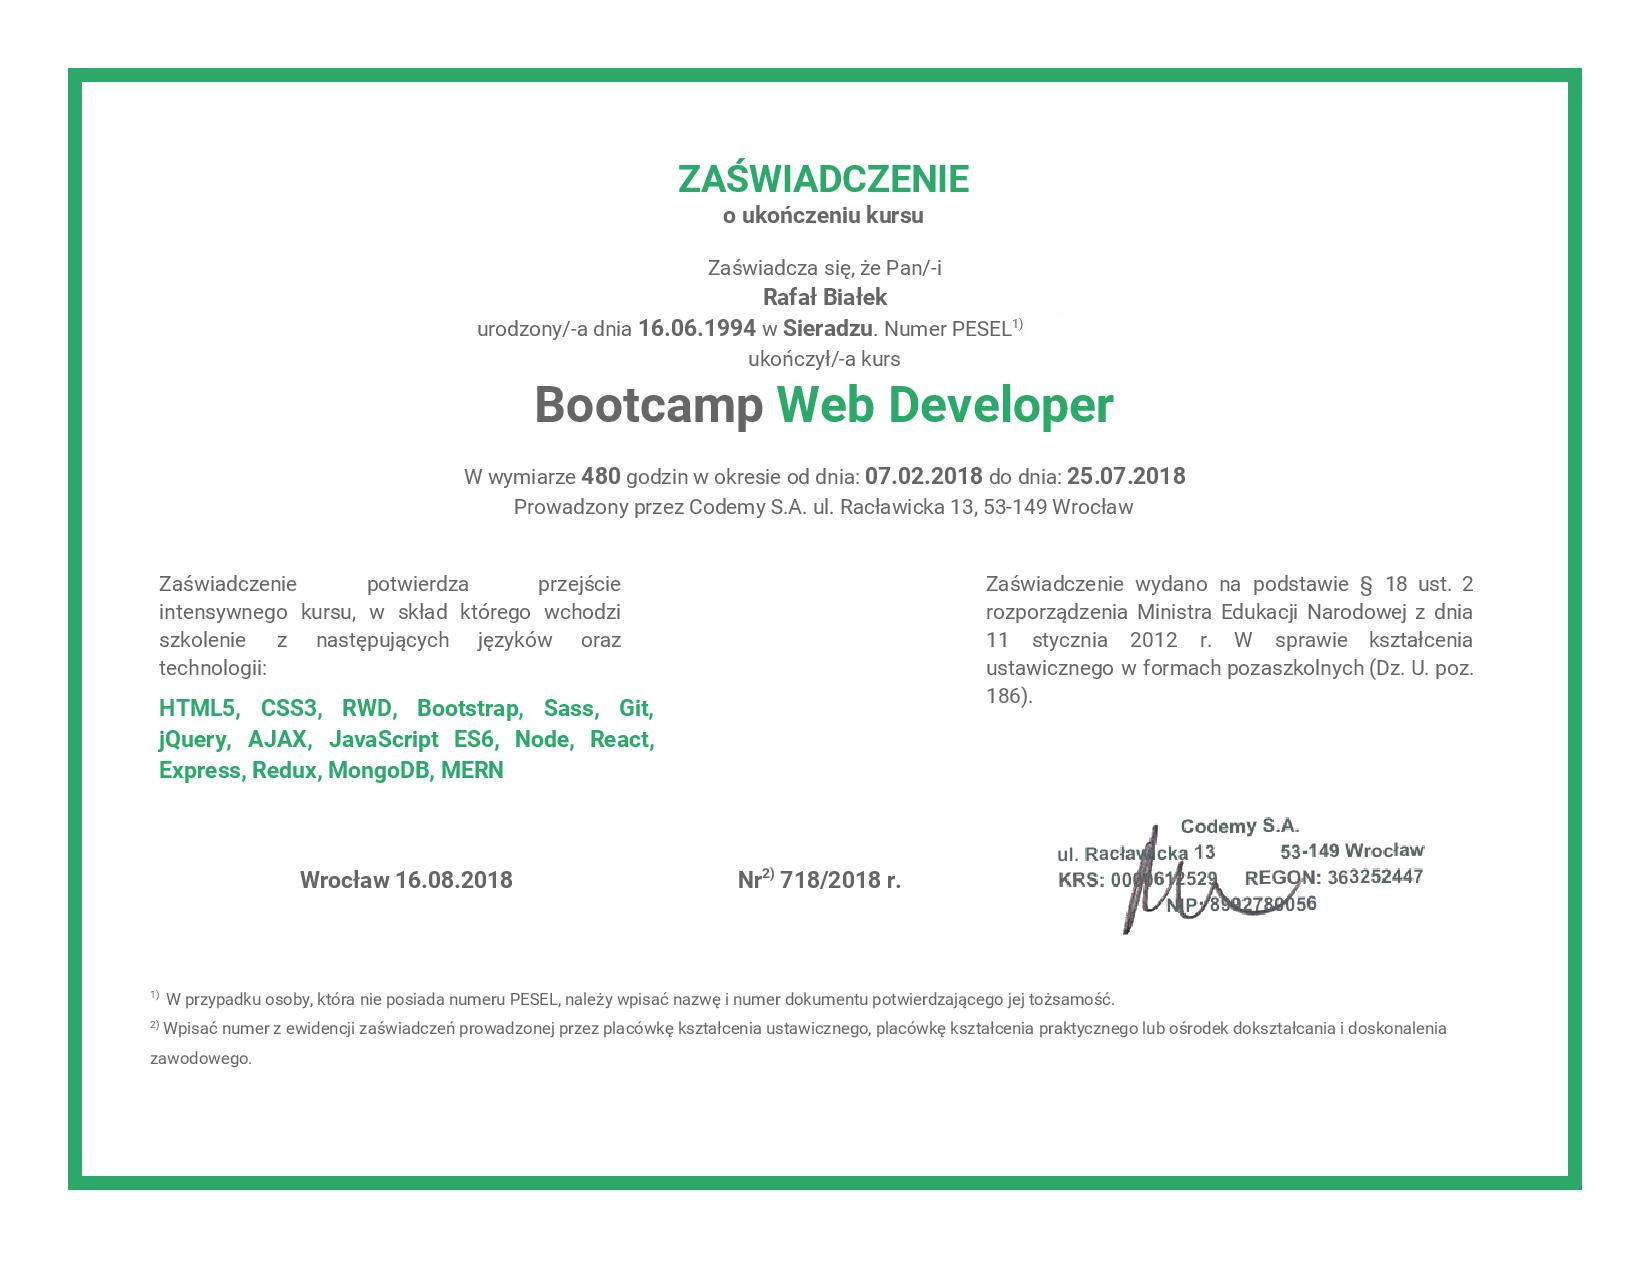 ZAŚWIADCZENIE
o ukończeniu kursu
Zaświadcza się, że Pan/-i
Rafał Białek
urodzony/-a dnia 16.06.1994 w Sieradzu. Numer PESEL1)
ukończył/-a kurs
Bootcamp Web Developer
W wymiarze 480 godzin w okresie od dnia: 07.02.2018 do dnia: 25.07.2018
Prowadzony przez Codemy S.A. ul. Racławicka 13, 53-149 Wrocław
Zaświadczenie potwierdza przejście
intensywnego kursu, w skład którego wchodzi
szkolenie z następujących języków oraz
technologii:
HTML5, CSS3, RWD, Bootstrap, Sass, Git,
jQuery, AJAX, JavaScript ES6, Node, React,
Express, Redux, MongoDB, MERN
Zaświadczenie wydano na podstawie § 18 ust. 2
rozporządzenia Ministra Edukacji Narodowej z dnia
11 stycznia 2012 r. W sprawie kształcenia
ustawicznego w formach pozaszkolnych (Dz. U. poz.
186).
Wrocław 16.08.2018
Nr2) 718/2018 r.
Codemy S.A.
ul. Racławicka 13 53-149 Wrocław
KRS: 0000612529 REGON: 363252447
NIP: 8992780056
1) W przypadku osoby, która nie posiada numeru PESEL, należy wpisać nazwę i numer dokumentu potwierdzającego jej tożsamość.
2) Wpisać numer z ewidencji zaświadczeń prowadzonej przez placówkę kształcenia ustawicznego, placówkę kształcenia praktycznego lub ośrodek dokształcania i doskonalenia
zawodowego.